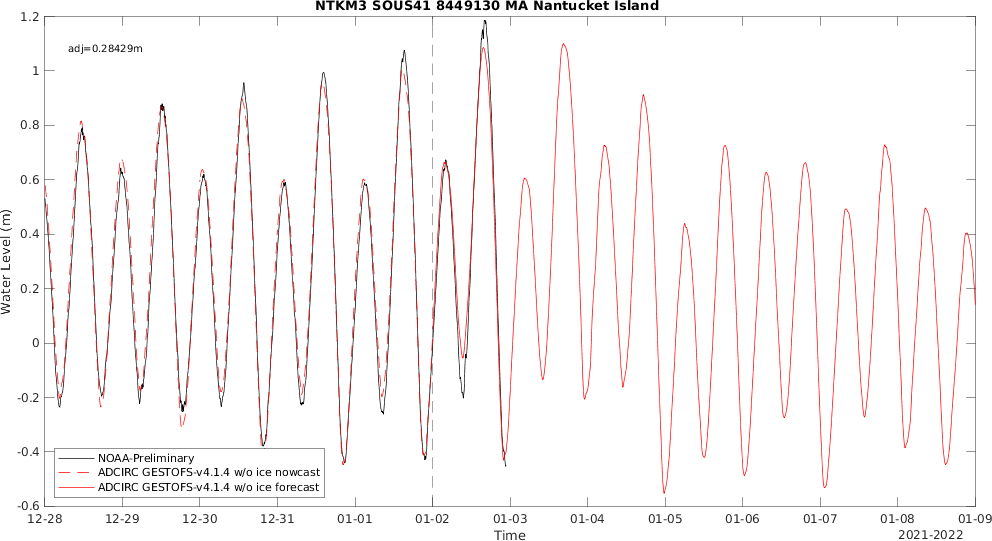 NTKM3 SOUS41 8449130 MA Nantucket Island
adj=0.28429m
Water Level (m)
1.2
1
0.8
0.6
0.4
0.2
0
-0.2
-0.4
-0.6
NOAA-Preliminary
ADCIRC GESTOFS-v4.1.4 w/o ice nowcast
ADCIRC GESTOFS-v4.1.4 w/o ice forecast
12-28 12-29 12-30 12-31 01-01 01-02 01-03 01-04 01-05 01-06 01-07 01-08 01-09
Time
2021-2022